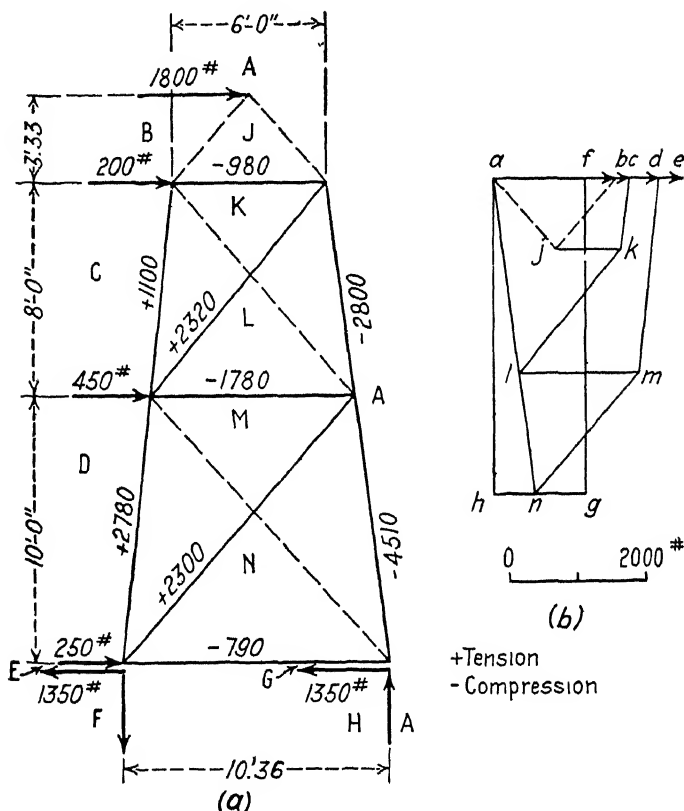 6'-0"
1800#
A
B
J
3'.33
200#
-980
a
f
b
c
d
e
K
j
k
C
+1100
8'-0"
+2320
L
-2800
450#
-1780
A
l
m
M
D
+2780
10'-0"
+2300
N
-4510
h
n
g
0
2000#
(b)
250#
-790
E
1350#
G
1350#
+Tension
-Compression
F
H
A
10'.36
(a)